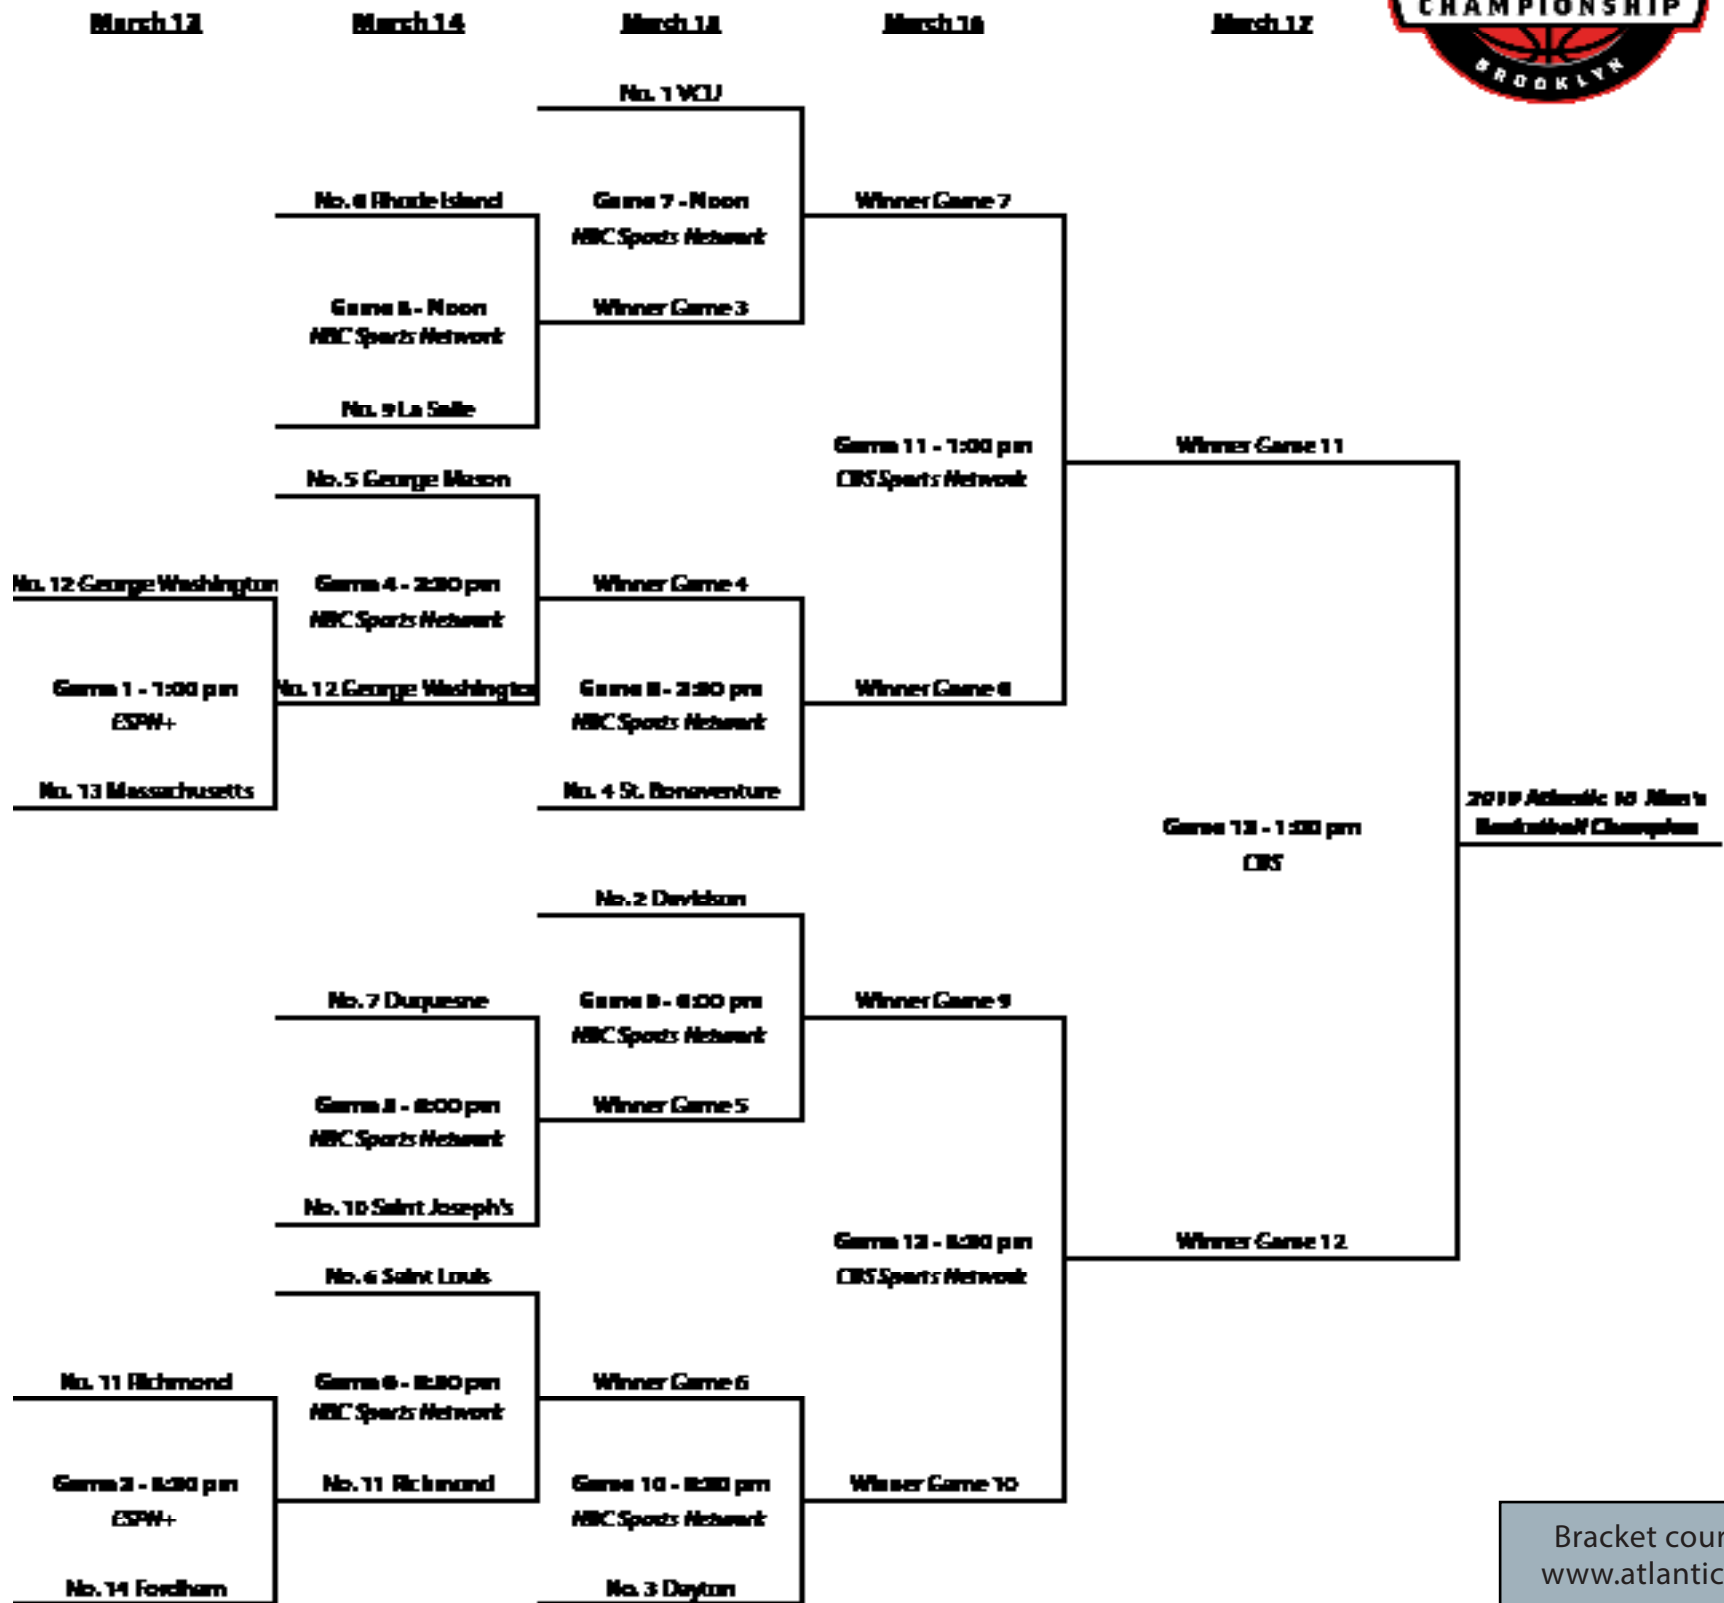 March 13
March 14
March 15
March 16
March 17
CHAMPIONSHIP
BROOKLYN
No. 1 VCU
No. 8 Rhode Island
Game 7 - Noon
NBC Sports Network
Winner Game 7
Game - Noon
NBC Sports Network
Winner Game 3
No. 9 La Salle
Game 11 - 1:00 pm
CBS Sports Network
Winner Game 11
No. 5 George Mason
No. 12 George Washington
Game 4 - 2:30 pm
NBC Sports Network
Winner Game 4
Game 1 - 1:00 pm
ESPN+
No. 12 George Washington
Game 8 - 2:30 pm
NBC Sports Network
Winner Game 8
No. 13 Massachusetts
No. 4 St. Bonaventure
Game 13 - 1:00 pm
CBS
2019 Atlantic 10 Men's
Basketball Champion
No. 2 Davidson
No. 7 Duquesne
Game 9 - 6:00 pm
NBC Sports Network
Winner Game 9
Game - 6:00 pm
NBC Sports Network
Winner Game 5
No. 10 Saint Joseph's
Game 12 - 3:30 pm
CBS Sports Network
Winner Game 12
No. 6 Saint Louis
No. 11 Richmond
Game 6 - 8:30 pm
NBC Sports Network
Winner Game 6
Game 2 - 3:30 pm
ESPN+
No. 11 Richmond
Game 10 - 8:30 pm
NBC Sports Network
Winner Game 10
No. 14 Fordham
No. 3 Dayton
Bracket cour
www.atlantic